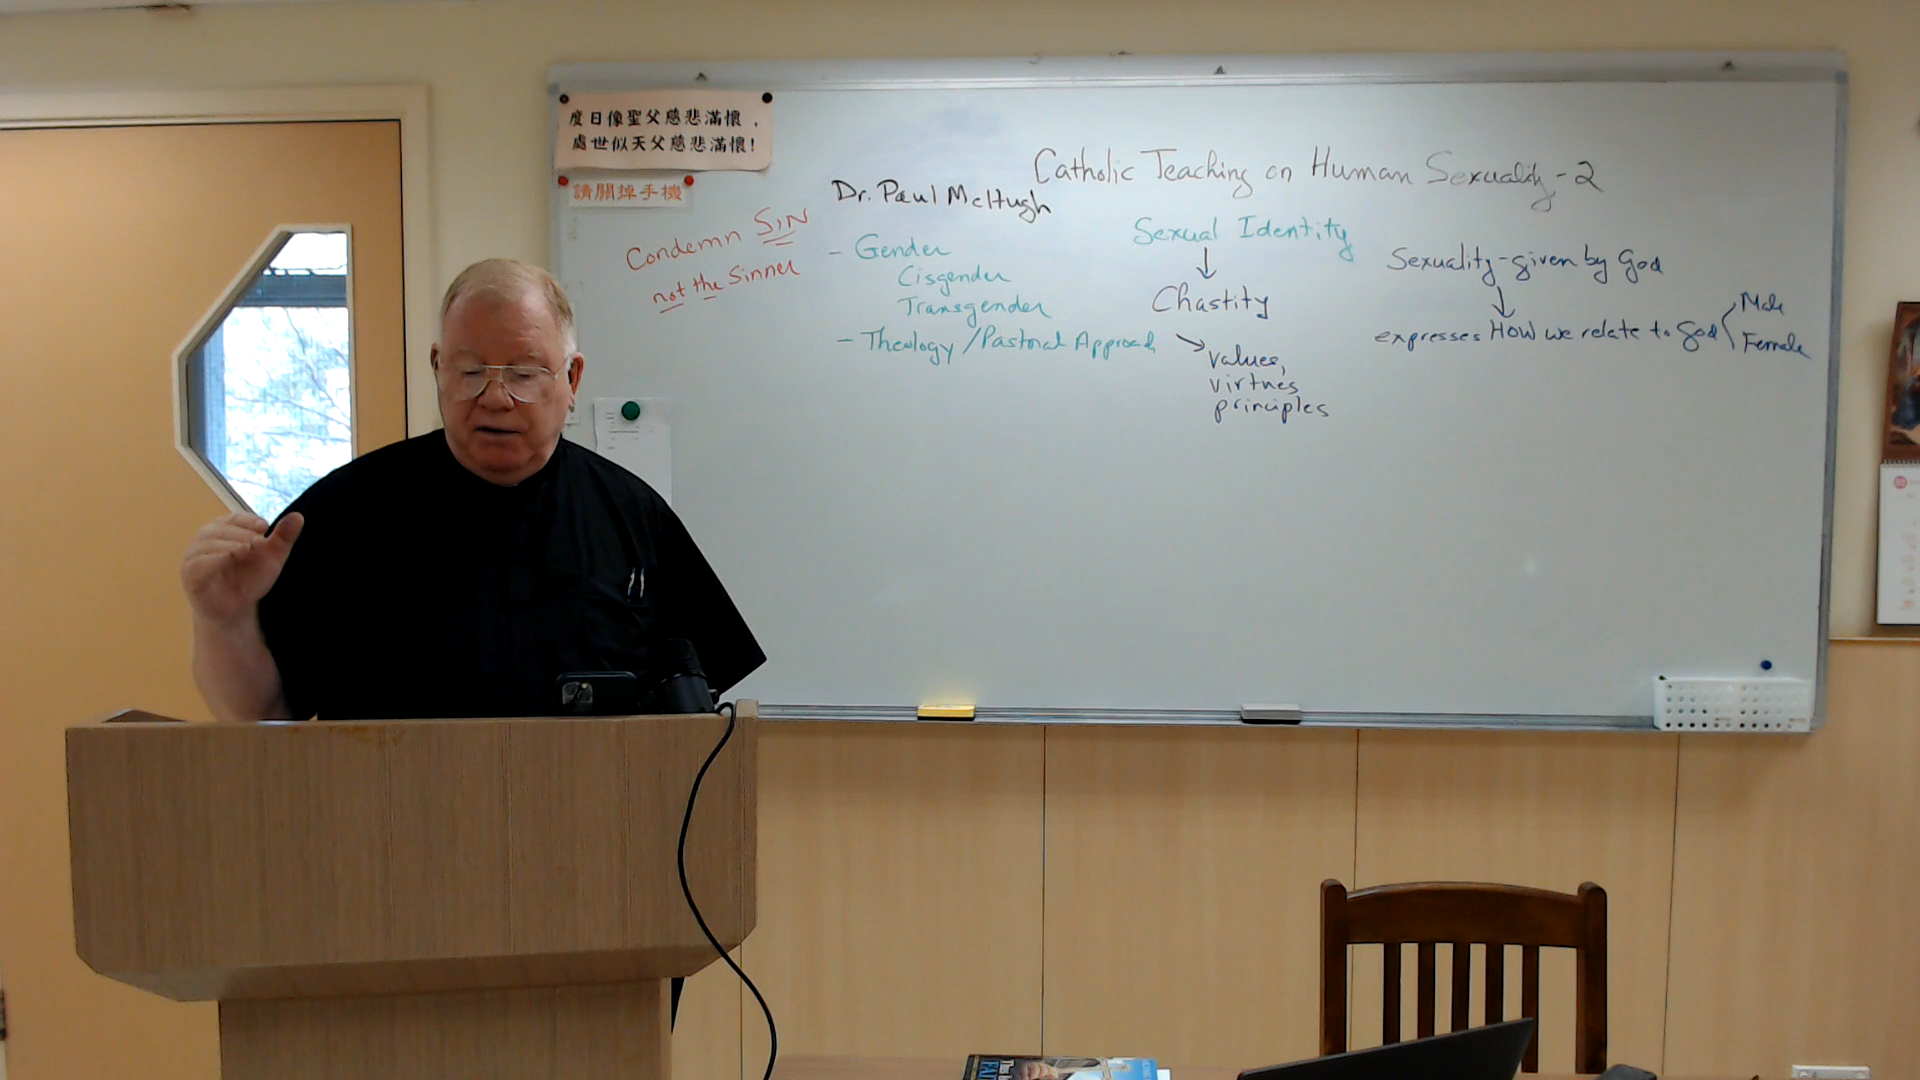 度日像聖父慈悲滿懷，
處世似天父慈悲滿懷！
請關掉手機
Catholic Teaching on Human Sexuality-2
Dr. Paul McHugh
Condemn SIN
not the Sinner
- Gender
Cisgender
Transgender
- Theology/Pastoral Approach
Sexual Identity
↓
Chastity
values,
virtues
principles
Sexuality-given by God
↓
expresses How we relate to God
Male
Female